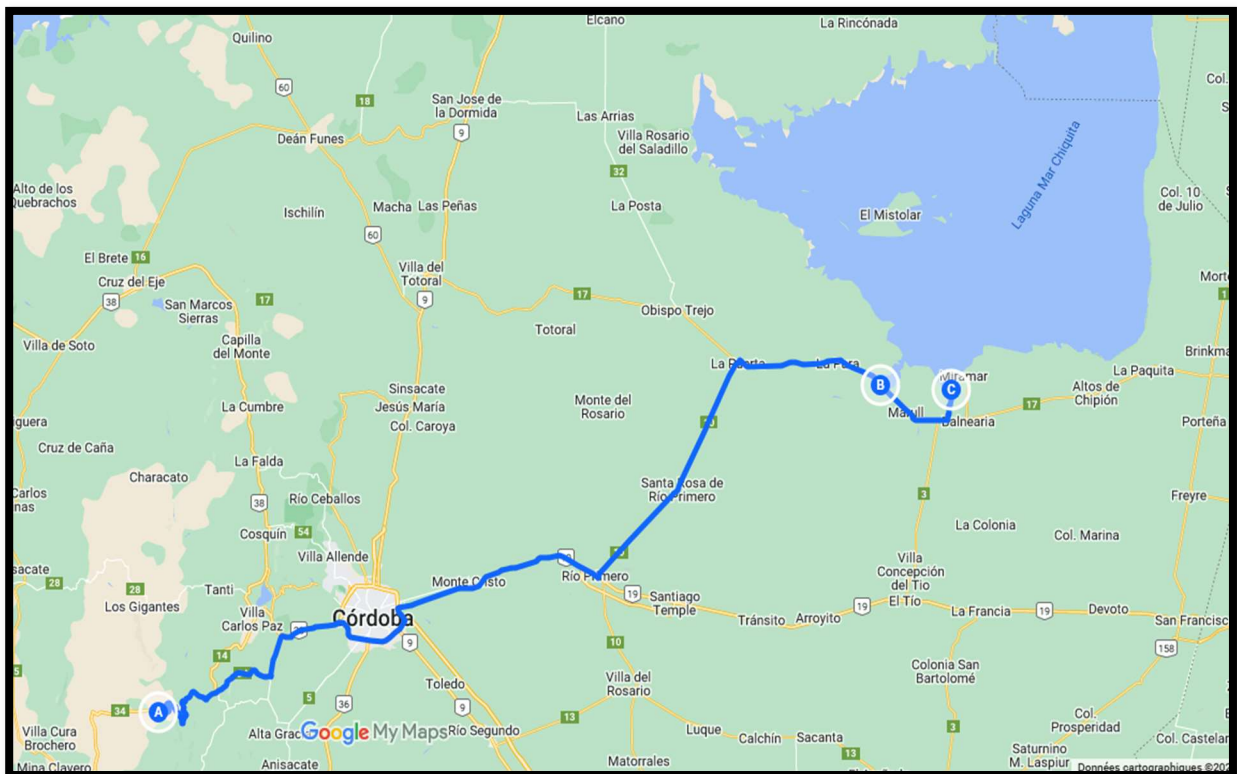 Elcano
La Rincónada
Quilino
60
Col.
San Jose de
la Dormida
18
9
Las Arrias
Deán Funes
Villa Rosario
del Saladillo
32
Laguna Mar Chiquita
Alto de los
Quebrachos
Col. 10
de Julio
Macha
Las Peñas
La Posta
Ischilín
El Mistolar
60
El Brete
16
Villa del
Totoral
Cruz del Eje
38
17
9
17
San Marcos
Sierras
Obispo Trejo
Totoral
Capilla
del Monte
Villa de Soto
La Puerta
La Para
Brinkma
La Paquita
Miramar
B
C
Altos de
Chipión
Sinsacate
Jesús María
Monte del
Rosario
17
La Cumbre
Marull
Balnearia
Porteña
Col. Caroya
Cruz de Caña
La Falda
Characato
Santa Rosa de
Río Primero
3
Freyre
Río Ceballos
38
La Colonia
Col. Marina
Cosquín
54
Villa Allende
Villa
Concepción
del Tio
28
28
Tanti
Monte Cristo
Río Primero
19
Santiago
Temple
El Tío
Los Gigantes
Villa
Carlos Paz
Córdoba
Tránsito
Arroyito
19
La Francia
19
Devoto
San Francisc
9
10
158
14
Colonia San
Bartolomé
5
Toledo
Villa del
Rosario
36
34
A
9
13
Col.
Prosperidad
Villa Cura
Brochero
Alta Grac
Google My Maps
Río Segundo
Luque
Calchín
Sacanta
3
13
Col. Castelar
Mina Clavero
Anisacate
Matorrales
Saturnino
M. Laspiur
Données cartographiques ©202